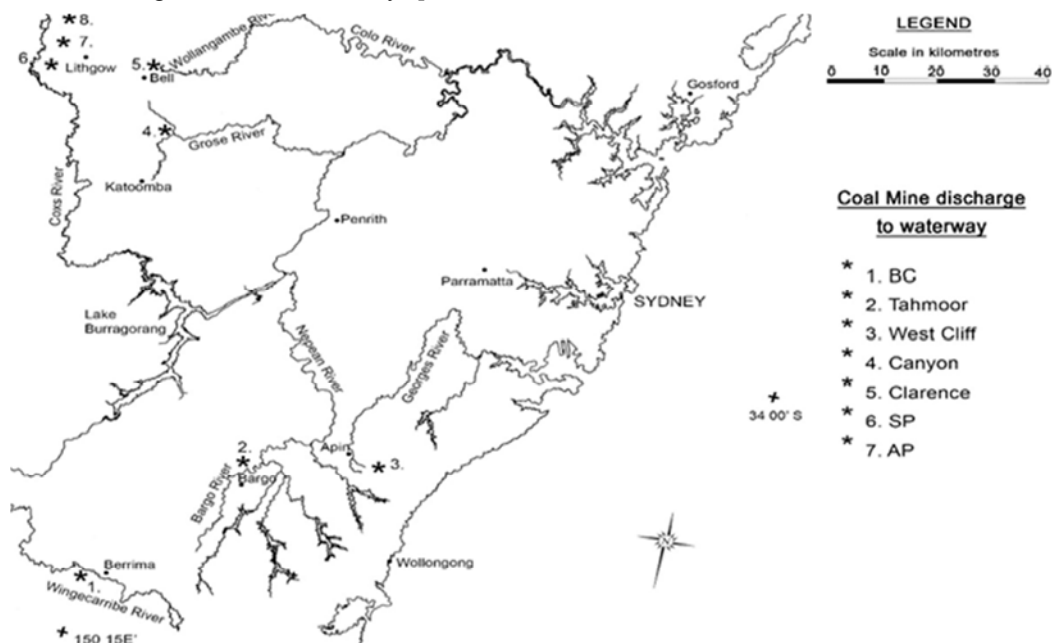 8.
7.
6.
Lithgow
5.
Bell
Wollangambe River
Colo River
4.
Grose River
Katoomba
Coxs River
Penrith
Gosford
Parramatta
SYDNEY
Lake
Burragorang
Nepean River
Georges River
Apin
3.
2.
Bargo
Bargo River
Berrima
1.
Wingecarribe River
Wollongong
150 15E'
34 00' S
N
LEGEND
Scale in kilometres
0 10 20 30 40
Coal Mine discharge
to waterway
* 1. BC
* 2. Tahmoor
* 3. West Cliff
* 4. Canyon
* 5. Clarence
* 6. SP
* 7. AP